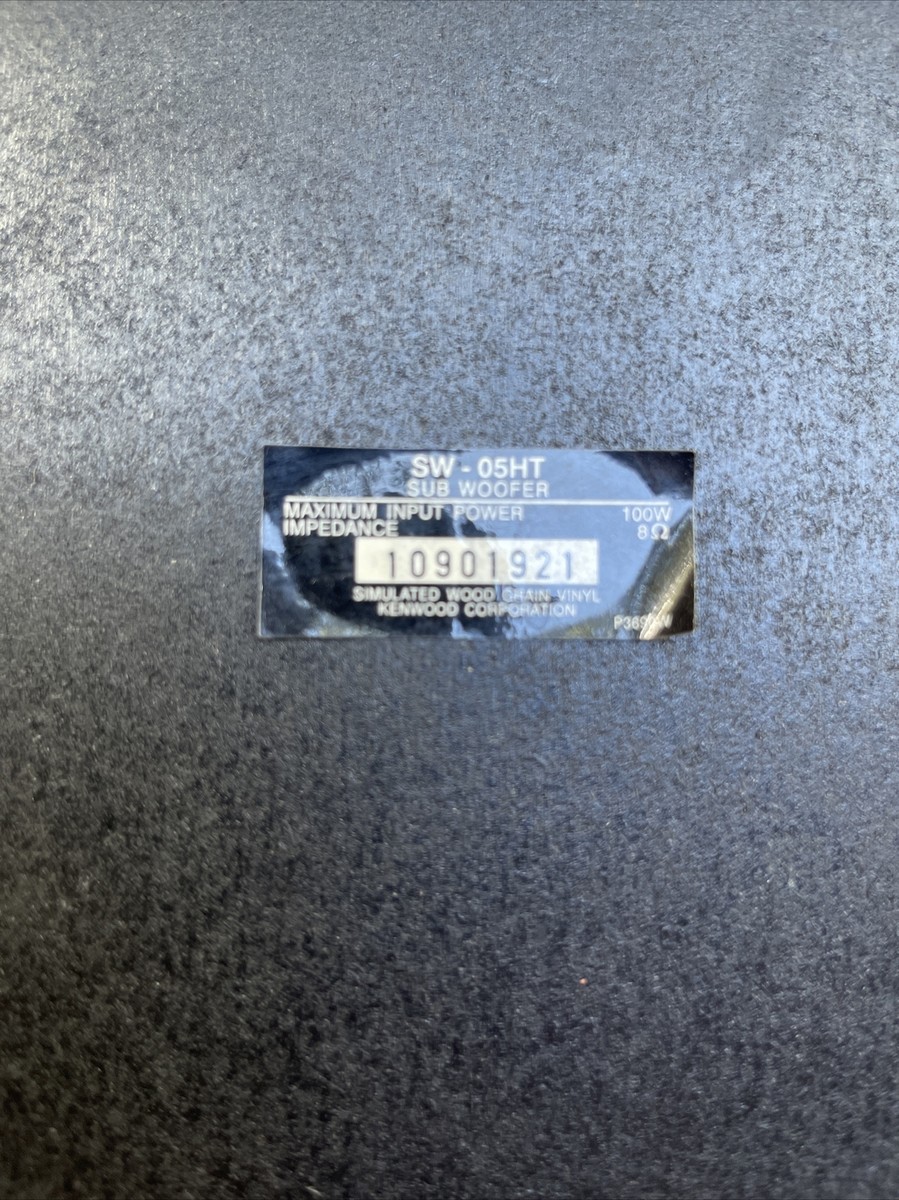 SW - 05HT
SUB WOOFER
MAXIMUM INPUT POWER 100W
IMPEDANCE 8Ω
10901921
SIMULATED WOOD GRAIN VINYL
KENWOOD CORPORATION